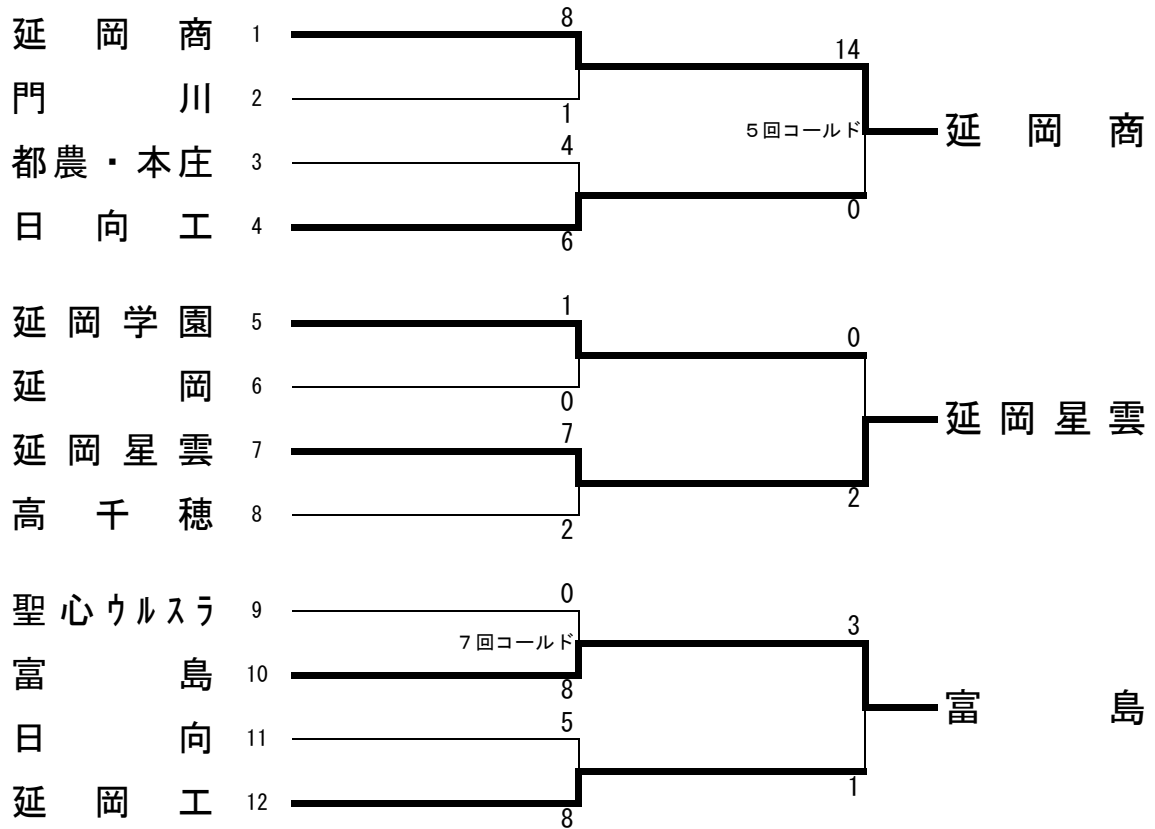 延岡商 1 8
14
門川 2 1
5回コールド 延岡商
都農・本庄 3 4
0
日向工 4 6
延岡学園 5 1
0
延岡 6 0
延岡星雲
延岡星雲 7 7
2
高千穂 8 2
聖心ウルスラ 9 0
7回コールド 3
富島 10 8
富島
日向 11 5
1
延岡工 12 8